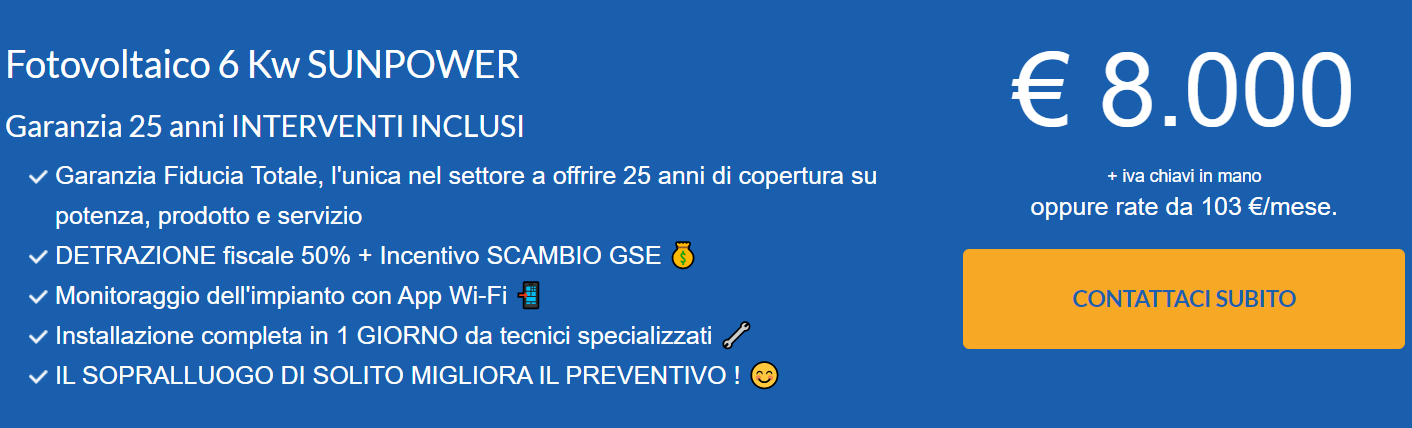 Fotovoltaico 6 Kw SUNPOWER
Garanzia 25 anni INTERVENTI INCLUSI
Garanzia Fiducia Totale, l'unica nel settore a offrire 25 anni di copertura su
potenza, prodotto e servizio
DETRAZIONE fiscale 50% + Incentivo SCAMBIO GSE 💰
Monitoraggio dell'impianto con App Wi-Fi 📲
Installazione completa in 1 GIORNO da tecnici specializzati 🔧
IL SOPRALLUOGO DI SOLITO MIGLIORA IL PREVENTIVO ! 😊
€ 8.000
+ iva chiavi in mano
oppure rate da 103 €/mese.
CONTATTACI SUBITO